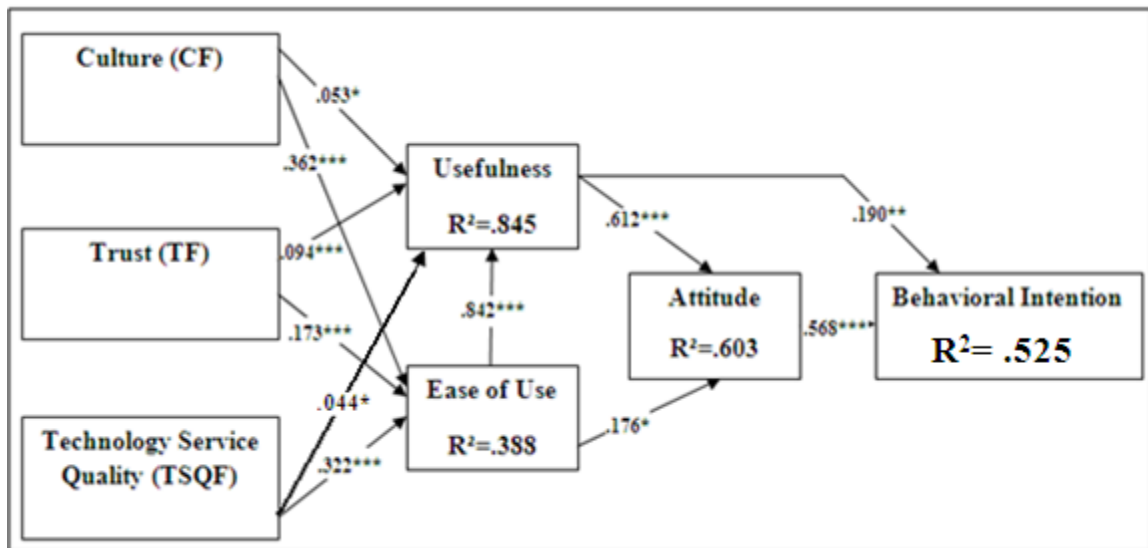 Culture (CF)
.053*
.362***
Usefulness
R²=.845
.612***
.190**
Trust (TF)
.094***
.842***
Attitude
R²=.603
.568***
Behavioral Intention
R²= .525
.173***
.044*
Ease of Use
R²=.388
.176*
Technology Service
Quality (TSQF)
.322***